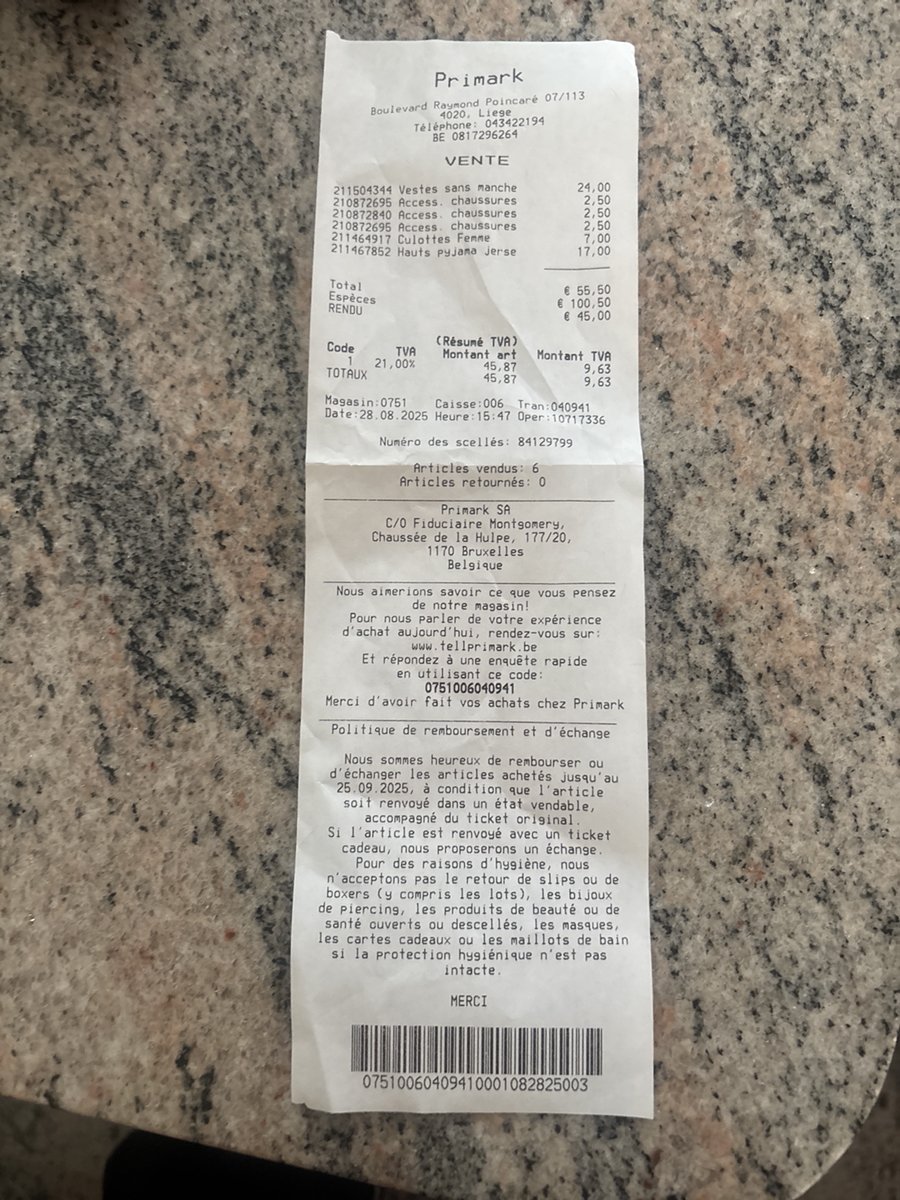 Primark
Boulevard Raymond Poincaré 07/113
4020, Liege
Téléphone: 043422194
BE 0817296264
VENTE
211504344 Vestes sans manche 24,00
210872695 Access. chaussures 2,50
210872840 Access. chaussures 2,50
210872695 Access. chaussures 2,50
211464917 Culottes Femme 7,00
211467852 Hauts pyjama jerse 17,00
Total € 55,50
Espèces € 100,50
RENDU € 45,00
(Résumé TVA)
Code TVA Montant art Montant TVA
1 21,00% 45,87 9,63
TOTAUX 45,87 9,63
Magasin:0751 Caisse:006 Tran:040941
Date:28.08.2025 Heure:15:47 Oper:10717336
Numéro des scellés: 84129799
Articles vendus: 6
Articles retournés: 0
Primark SA
C/O Fiduciaire Montgomery,
Chaussée de la Hulpe, 177/20,
1170 Bruxelles
Belgique
Nous aimerions savoir ce que vous pensez
de notre magasin!
Pour nous parler de votre expérience
d'achat aujourd'hui, rendez-vous sur:
www.tellprimark.be
Et répondez à une enquête rapide
en utilisant ce code:
0751006040941
Merci d'avoir fait vos achats chez Primark
Politique de remboursement et d'échange
Nous sommes heureux de rembourser ou
d'échanger les articles achetés jusqu'au
25.09.2025, à condition que l'article
soit renvoyé dans un état vendable,
accompagné du ticket original.
Si l'article est renvoyé avec un ticket
cadeau, nous proposerons un échange.
Pour des raisons d'hygiène, nous
n'acceptons pas le retour de slips ou de
boxers (y compris les lots), les bijoux
de piercing, les produits de beauté ou de
santé ouverts ou descellés, les masques,
les cartes cadeaux ou les maillots de bain
si la protection hygiénique n'est pas
intacte.
MERCI
07510060409410001082825003